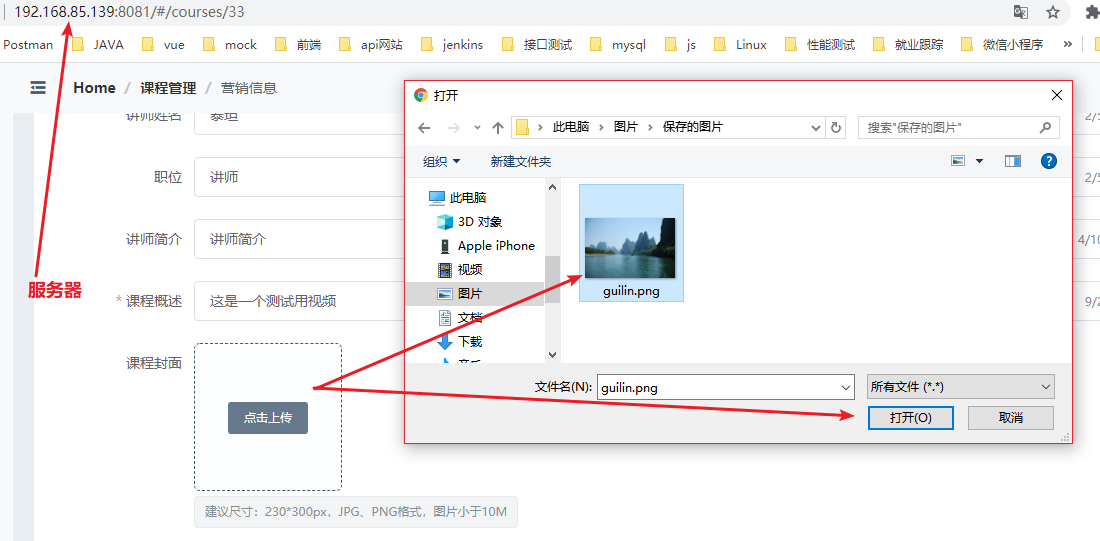 192.168.85.139:8081/#/courses/33
Postman JAVA vue mock 前端 api网站 jenkins 接口测试 mysql js Linux 性能测试 就业跟踪 微信小程序 »
Home / 课程管理 / 营销信息
讲师姓名 秦坦
职位 讲师 2/5
讲师简介 讲师简介 4/10
* 课程概述 这是一个测试用视频 9/2
课程封面
点击上传
建议尺寸：230*300px，JPG、PNG格式，图片小于10M
服务器
打开
此电脑 › 图片 › 保存的图片
搜索"保存的图片"
组织 新建文件夹
此电脑
3D 对象
Apple iPhone
视频
图片
文档
下载
音乐
guilin.png
文件名(N): guilin.png 所有文件 (*.*)
打开(O) 取消